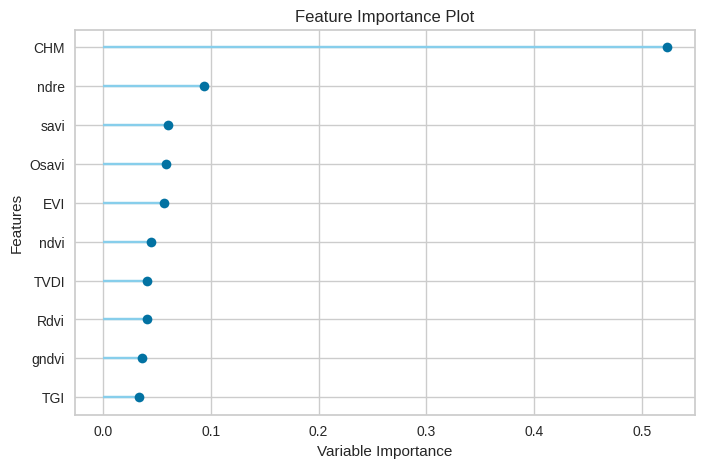 Feature Importance Plot
CHM
ndre
savi
Osavi
EVI
ndvi
TVDI
Rdvi
gndvi
TGI
Features
0.0 0.1 0.2 0.3 0.4 0.5
Variable Importance